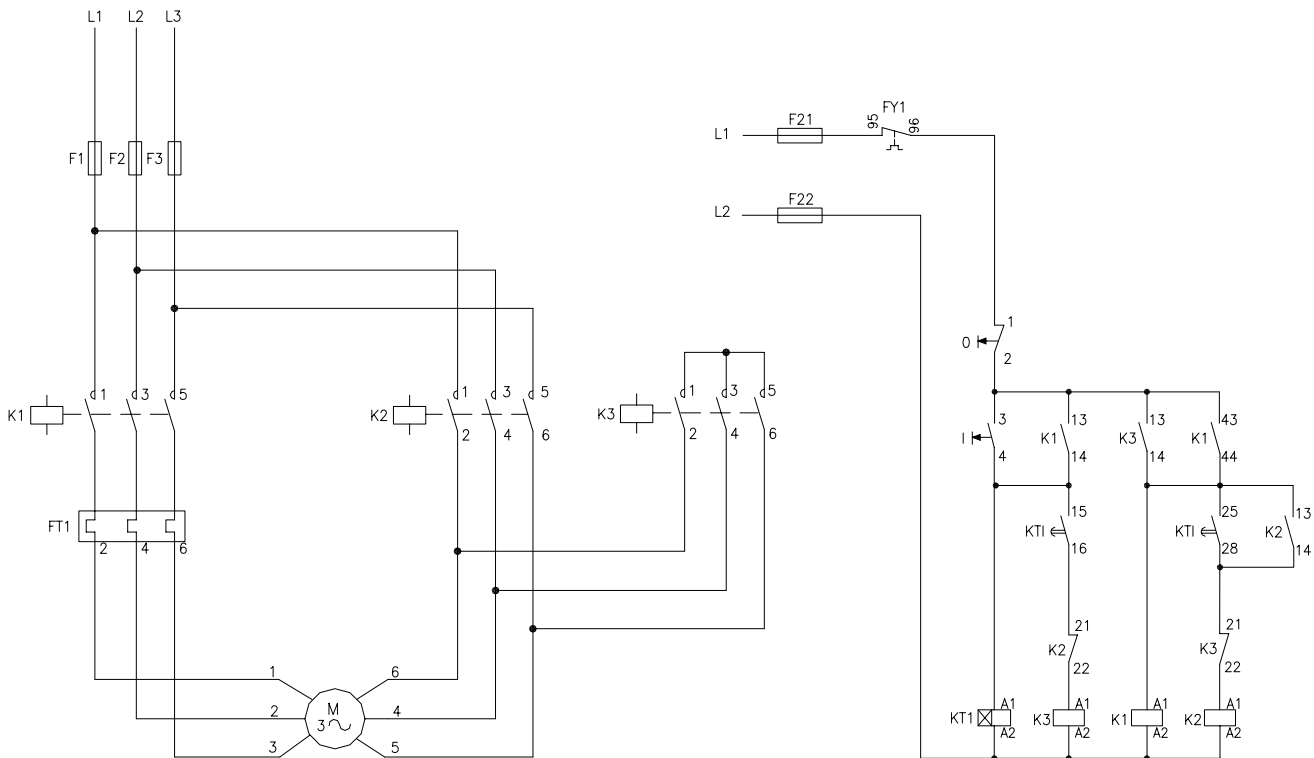 L1 L2 L3
F1 F2 F3
1 3 5
K1
FT1
2 4 6
1 3 5
K2
2 4 6
1 3 5
K3
2 4 6
1 6
2 M 4
3
3 5
L1 F21 95 FY1 96
L2 F22
1
0
2
3 13 13 43
I K1 K3 K1
4 14 14 44
15 25 13
KTI KTI K2
16 28 14
21 21
K2 K3
22 22
A1 A1 A1 A1
KT1 K3 K1 K2
A2 A2 A2 A2